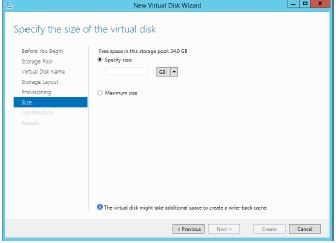 New Virtual Disk Wizard
Specify the size of the virtual disk
Before You Begin
Storage Pool
Virtual Disk Name
Storage Layout
Provisioning
Size
Confirmation
Results
Free space in this storage pool: 34.0 GB
Specify size:
GB
Maximum size
The virtual disk might take additional space to create a write-back cache.
< Previous
Next >
Create
Cancel